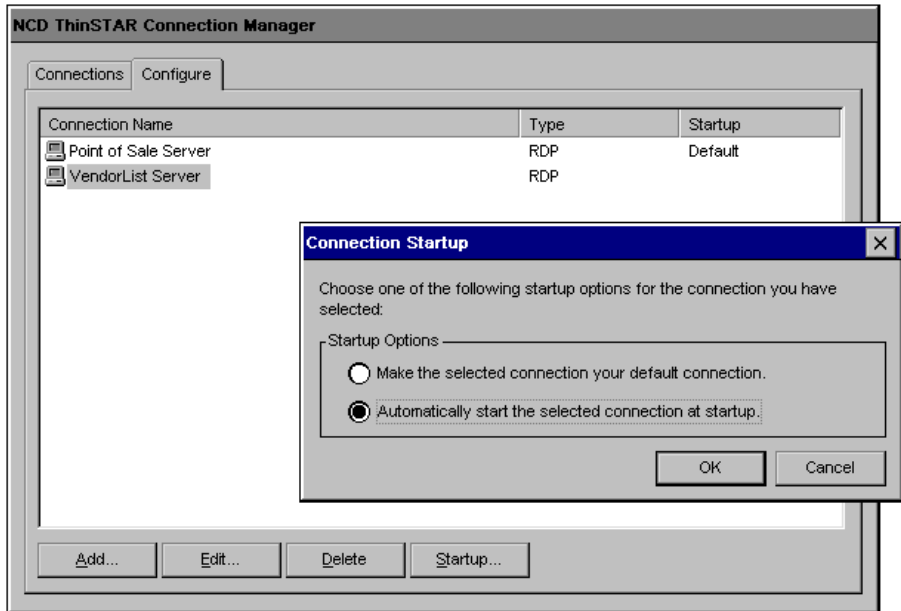 NCD ThinSTAR Connection Manager
Connections Configure
Connection Name Type Startup
Point of Sale Server RDP Default
VendorList Server RDP
Connection Startup
Choose one of the following startup options for the connection you have
selected:
Startup Options
Make the selected connection your default connection.
Automatically start the selected connection at startup.
OK Cancel
Add... Edit... Delete Startup...